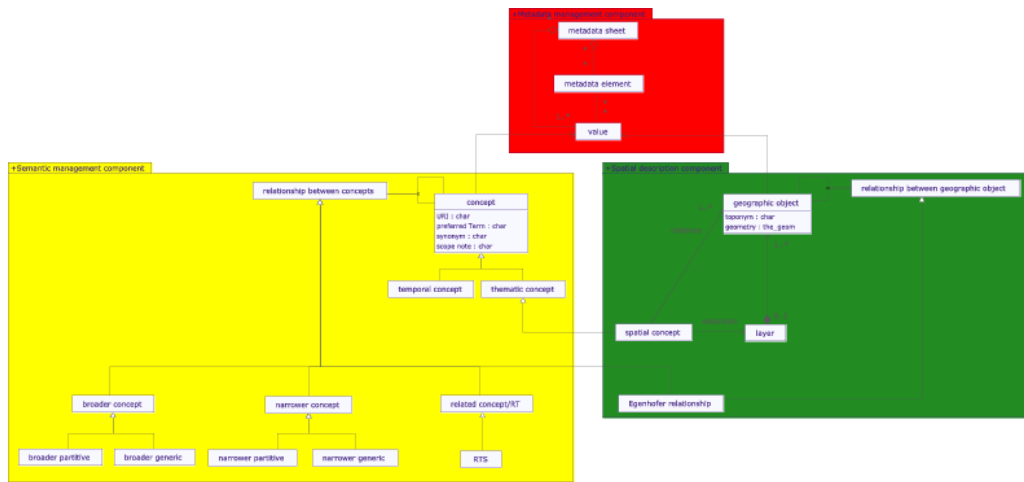 +Metadata management component
metadata sheet
metadata element
value
+Semantic management component
relationship between concepts
concept
URI : char
preferred Term : char
synonym : char
scope note : char
temporal concept
thematic concept
broader concept
narrower concept
related concept/RT
broader partitive
broader generic
narrower partitive
narrower generic
RTS
+Spatial description component
relationship between geographic object
geographic object
toponym : char
geometry : the_geom
spatial concept
layer
Egenhofer relationship